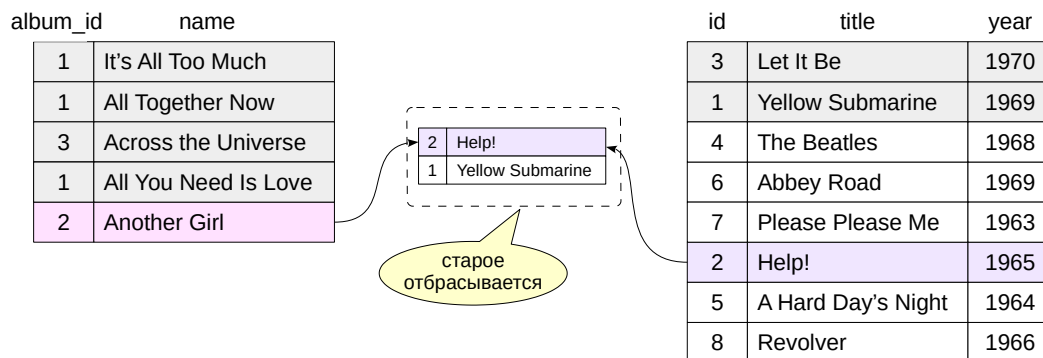 album_id name
1 It's All Too Much
1 All Together Now
3 Across the Universe
1 All You Need Is Love
2 Another Girl
2 Help!
1 Yellow Submarine
старое
отбрасывается
id title year
3 Let It Be 1970
1 Yellow Submarine 1969
4 The Beatles 1968
6 Abbey Road 1969
7 Please Please Me 1963
2 Help! 1965
5 A Hard Day's Night 1964
8 Revolver 1966